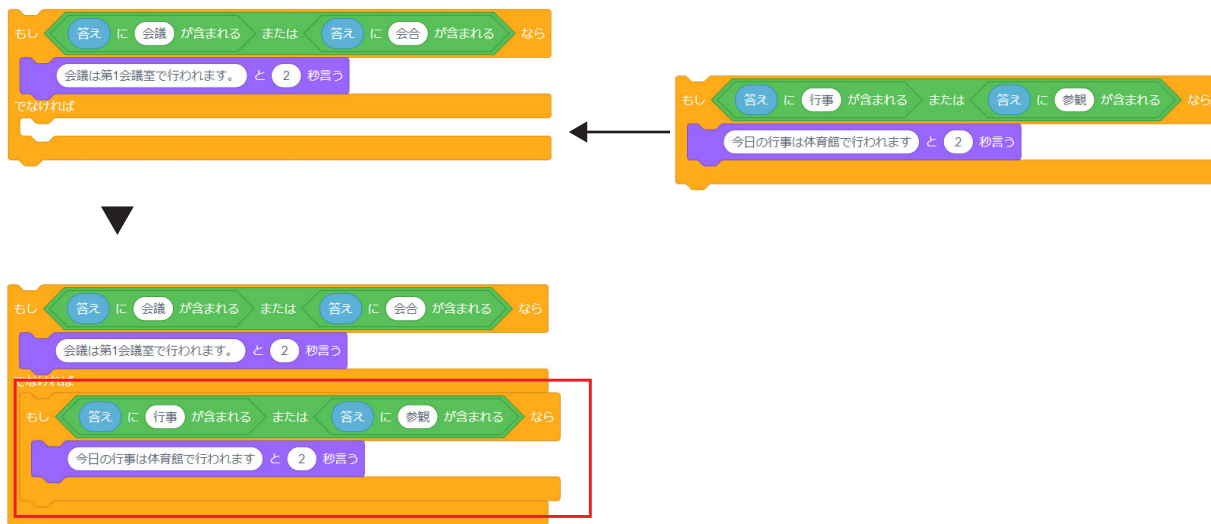 もし 答え に 会議 が含まれる または 答え に 会合 が含まれる なら
会議は第1会議室で行われます。 と 2 秒言う
でなければ
もし 答え に 行事 が含まれる または 答え に 参観 が含まれる なら
今日の行事は体育館で行われます と 2 秒言う
もし 答え に 会議 が含まれる または 答え に 会合 が含まれる なら
会議は第1会議室で行われます。 と 2 秒言う
でなければ
もし 答え に 行事 が含まれる または 答え に 参観 が含まれる なら
今日の行事は体育館で行われます と 2 秒言う